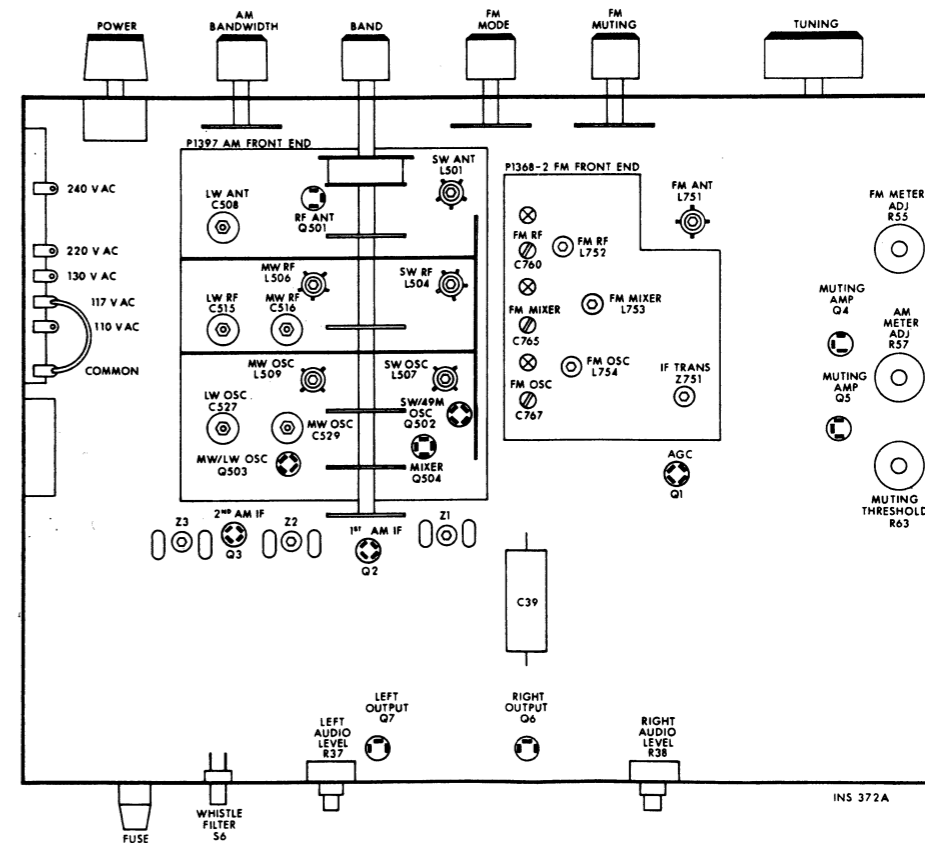 POWER
AM
BANDWIDTH
BAND
FM
MODE
FM
MUTING
TUNING
P1397 AM FRONT END
SW ANT
L501
LW ANT
C508
RF ANT
Q501
MW RF
L506
SW RF
L504
LW RF
C515
MW RF
C516
MW OSC
L509
SW OSC
L507
LW OSC
C527
MW OSC
C529
SW/49M
OSC
Q502
MW/LW OSC
Q503
MIXER
Q504
P1368-2 FM FRONT END
FM ANT
L751
FM RF
C760
FM RF
L752
FM MIXER
L753
FM MIXER
C765
FM OSC
L754
FM OSC
C767
IF TRANS
Z751
240 V AC
220 V AC
130 V AC
117 V AC
110 V AC
COMMON
FM METER
ADJ
R55
MUTING
AMP
Q4
AM
METER
ADJ
R57
MUTING
AMP
Q5
MUTING
THRESHOLD
R63
AGC
Q1
Z3
2ND AM IF
Q3
Z2
1ST AM IF
Q2
Z1
C39
LEFT
OUTPUT
Q7
RIGHT
OUTPUT
Q6
LEFT
AUDIO
LEVEL
R37
RIGHT
AUDIO
LEVEL
R38
FUSE
WHISTLE
FILTER
S6
INS 372A